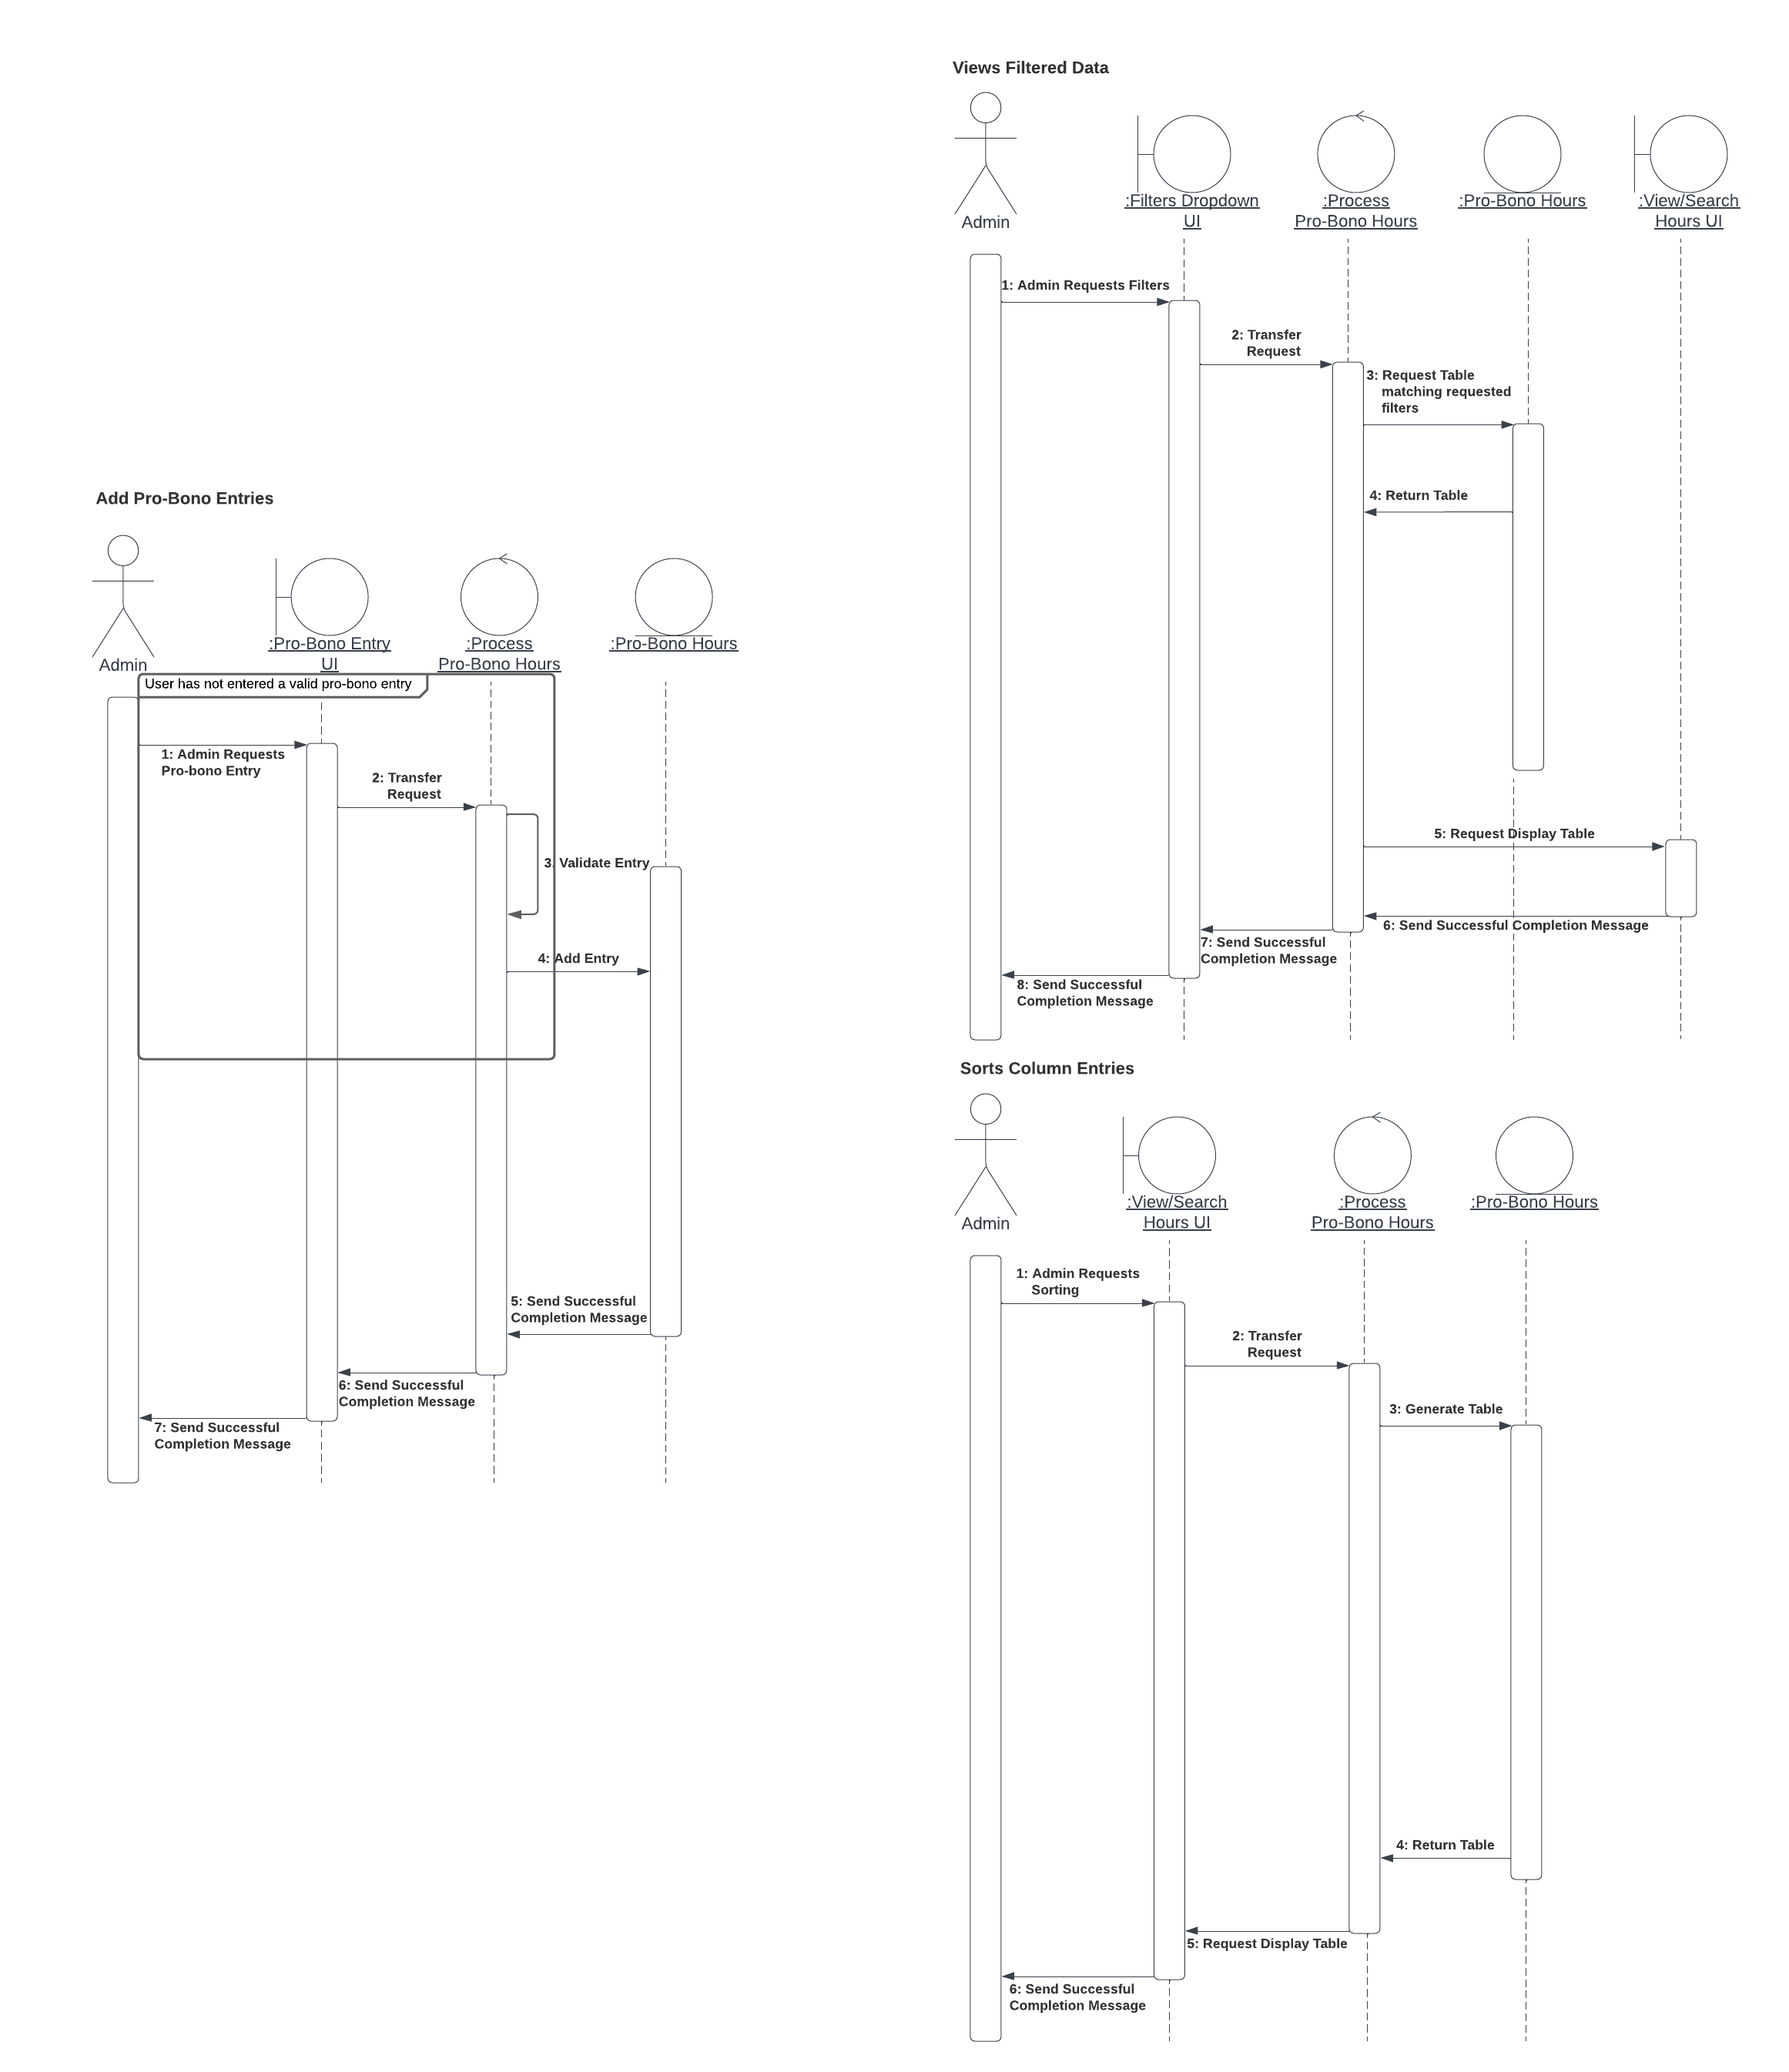 Views Filtered Data
Admin
:Filters Dropdown
UI
:Process
Pro-Bono Hours
:Pro-Bono Hours
:View/Search
Hours UI
1: Admin Requests Filters
2: Transfer
Request
3: Request Table
matching requested
filters
4: Return Table
5: Request Display Table
6: Send Successful Completion Message
7: Send Successful
Completion Message
8: Send Successful
Completion Message
Add Pro-Bono Entries
Admin
:Pro-Bono Entry
UI
:Process
Pro-Bono Hours
:Pro-Bono Hours
User has not entered a valid pro-bono entry
1: Admin Requests
Pro-bono Entry
2: Transfer
Request
3. Validate Entry
4: Add Entry
5: Send Successful
Completion Message
6: Send Successful
Completion Message
7: Send Successful
Completion Message
Sorts Column Entries
Admin
:View/Search
Hours UI
:Process
Pro-Bono Hours
:Pro-Bono Hours
1: Admin Requests
Sorting
2: Transfer
Request
3: Generate Table
4: Return Table
5: Request Display Table
6: Send Successful
Completion Message